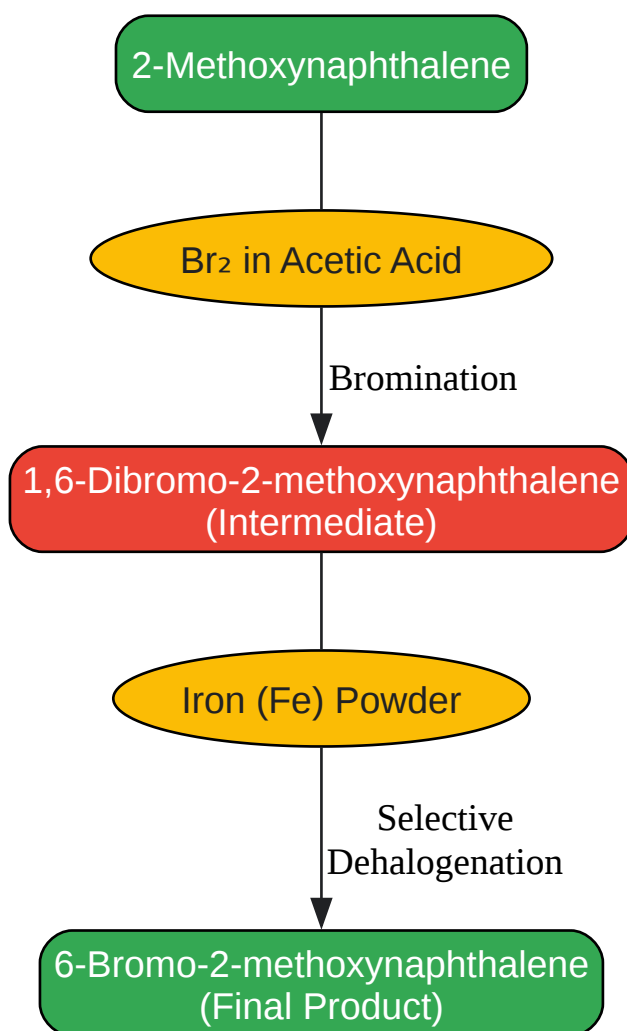 2-Methoxynaphthalene
Br₂ in Acetic Acid
Bromination
1,6-Dibromo-2-methoxynaphthalene
(Intermediate)
Iron (Fe) Powder
Selective
Dehalogenation
6-Bromo-2-methoxynaphthalene
(Final Product)